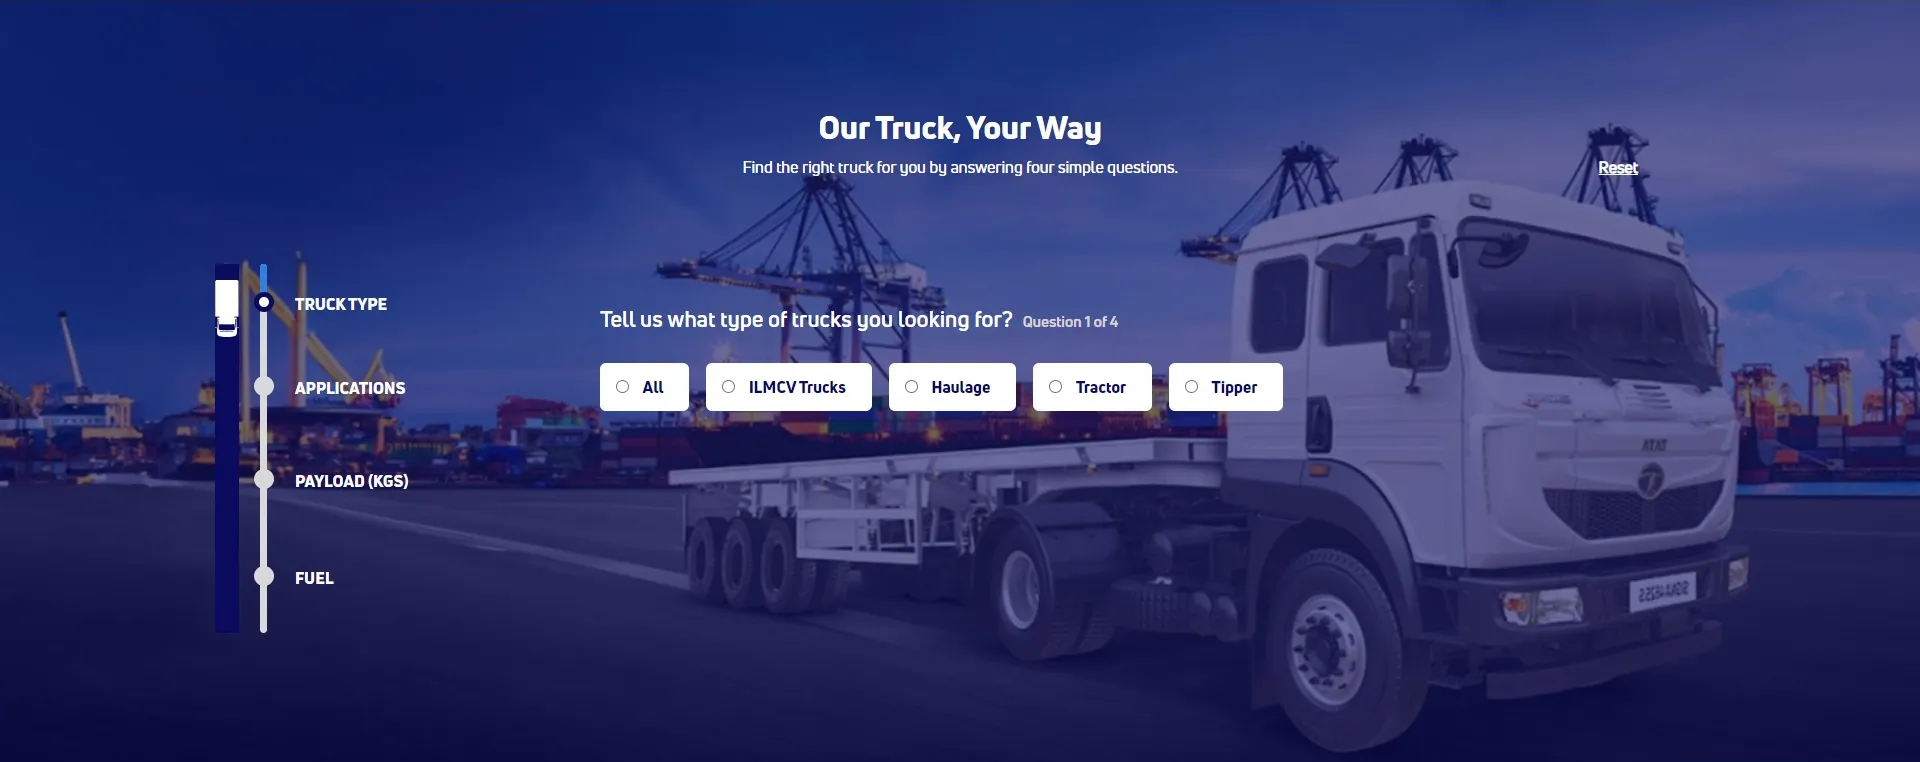 Our Truck, Your Way
Find the right truck for you by answering four simple questions.
Reset
TRUCK TYPE
APPLICATIONS
PAYLOAD (KGS)
FUEL
Tell us what type of trucks you looking for? Question 1 of 4
All
ILMCV Trucks
Haulage
Tractor
Tipper